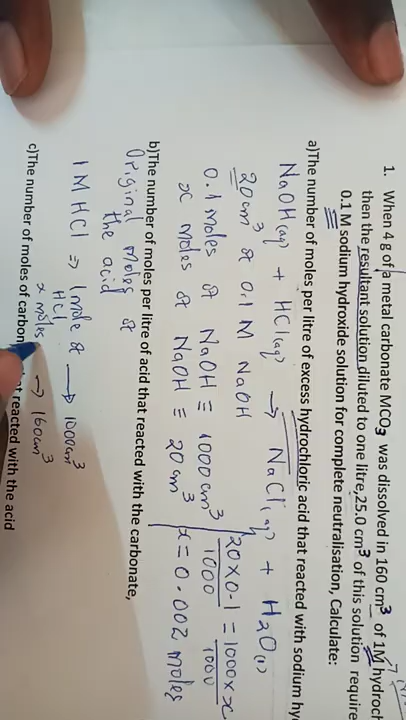 1. When 4 g of a metal carbonate MCO3 was dissolved in 160 cm3 of 1M hydroch
then the resultant solution diluted to one litre,25.0 cm3 of this solution require
0.1 M sodium hydroxide solution for complete neutralisation, Calculate:
a)The number of moles per litre of excess hydrochloric acid that reacted with sodium hy
NaOH(aq) + HCl(aq) → NaCl(aq) + H2O(l)
20cm3 of 0.1 M NaOH
0.1 moles of NaOH ≡ 1000cm3
x moles of NaOH ≡ 20cm3
20 x 0.1 = 1000 x x
1000 1000
x = 0.002 moles
b)The number of moles per litre of acid that reacted with the carbonate,
Original moles of
the acid
1 M HCl ⇒ 1 mole of → 1000cm3
HCl
x moles → 160cm3
c)The number of moles of carbon at reacted with the acid